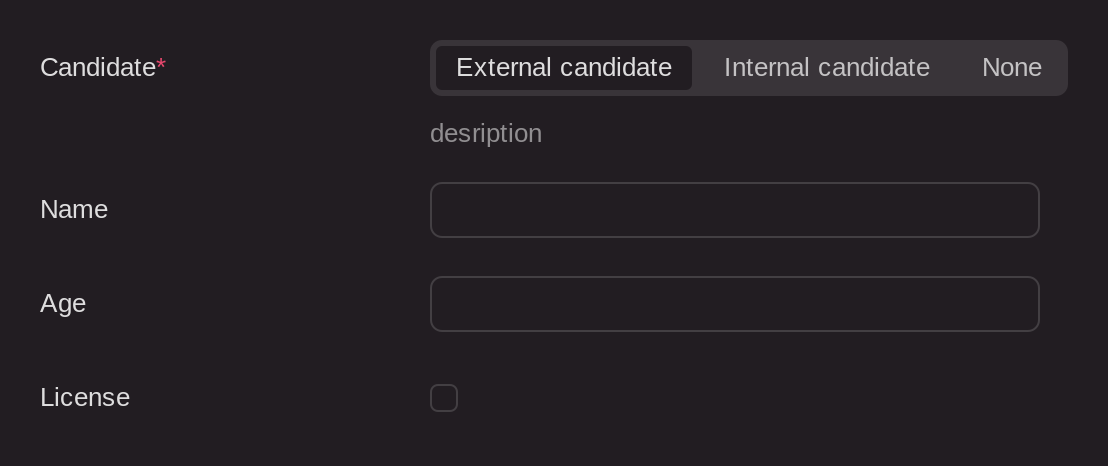 Candidate* External candidate Internal candidate None
desription
Name
Age
License